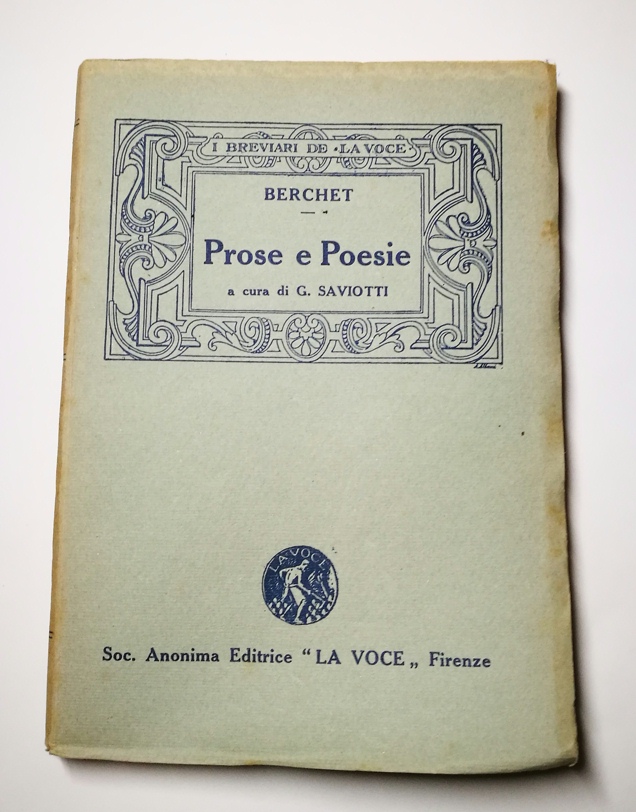 I BREVIARI DE · LA VOCE ·
BERCHET
Prose e Poesie
a cura di G. SAVIOTTI
LA VOCE
Soc. Anonima Editrice “LA VOCE„ Firenze